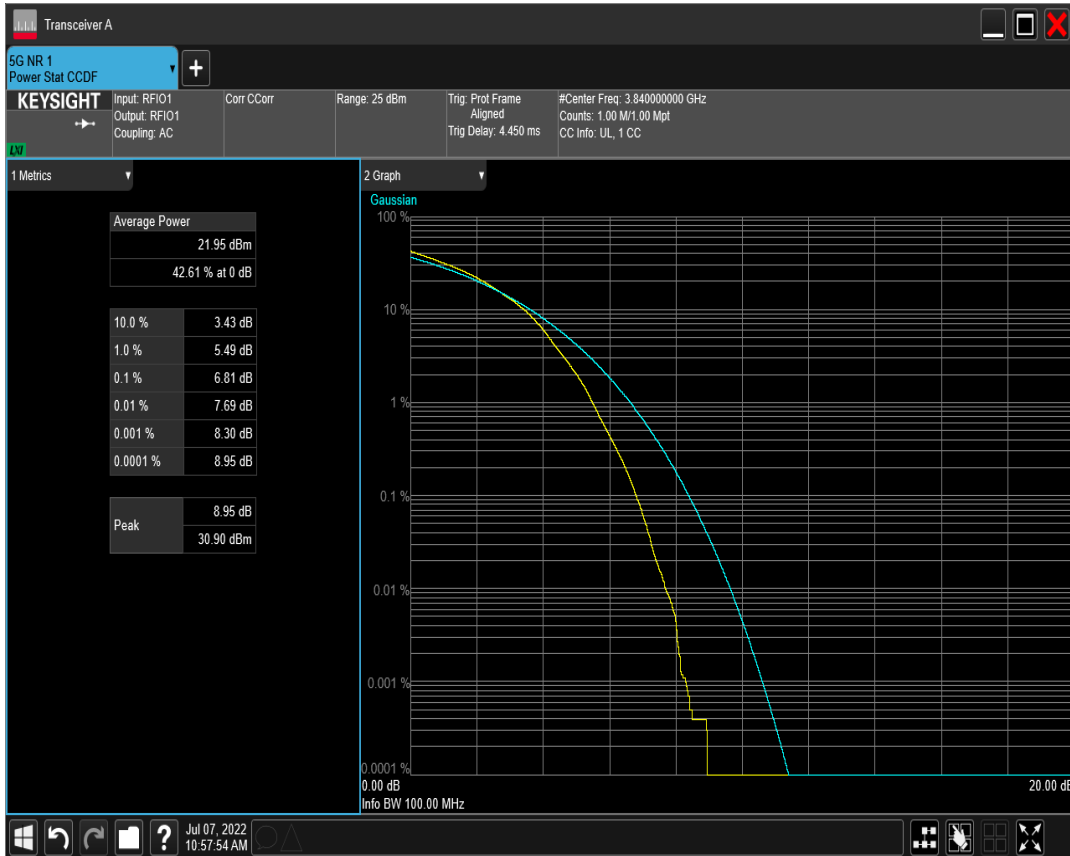 Transceiver A
5G NR 1
Power Stat CCDF
KEYSIGHT
LXI
Input: RFIO1
Output: RFIO1
Coupling: AC
Corr CCorr
Range: 25 dBm
Trig: Prot Frame
Aligned
Trig Delay: 4.450 ms
#Center Freq: 3.840000000 GHz
Counts: 1.00 M/1.00 Mpt
CC Info: UL, 1 CC
1 Metrics
Average Power
21.95 dBm
42.61 % at 0 dB
10.0 % 3.43 dB
1.0 % 5.49 dB
0.1 % 6.81 dB
0.01 % 7.69 dB
0.001 % 8.30 dB
0.0001 % 8.95 dB
Peak
8.95 dB
30.90 dBm
2 Graph
Gaussian
100 %
10 %
1 %
0.1 %
0.01 %
0.001 %
0.0001 %
0.00 dB 20.00 dB
Info BW 100.00 MHz
?
Jul 07, 2022
10:57:54 AM